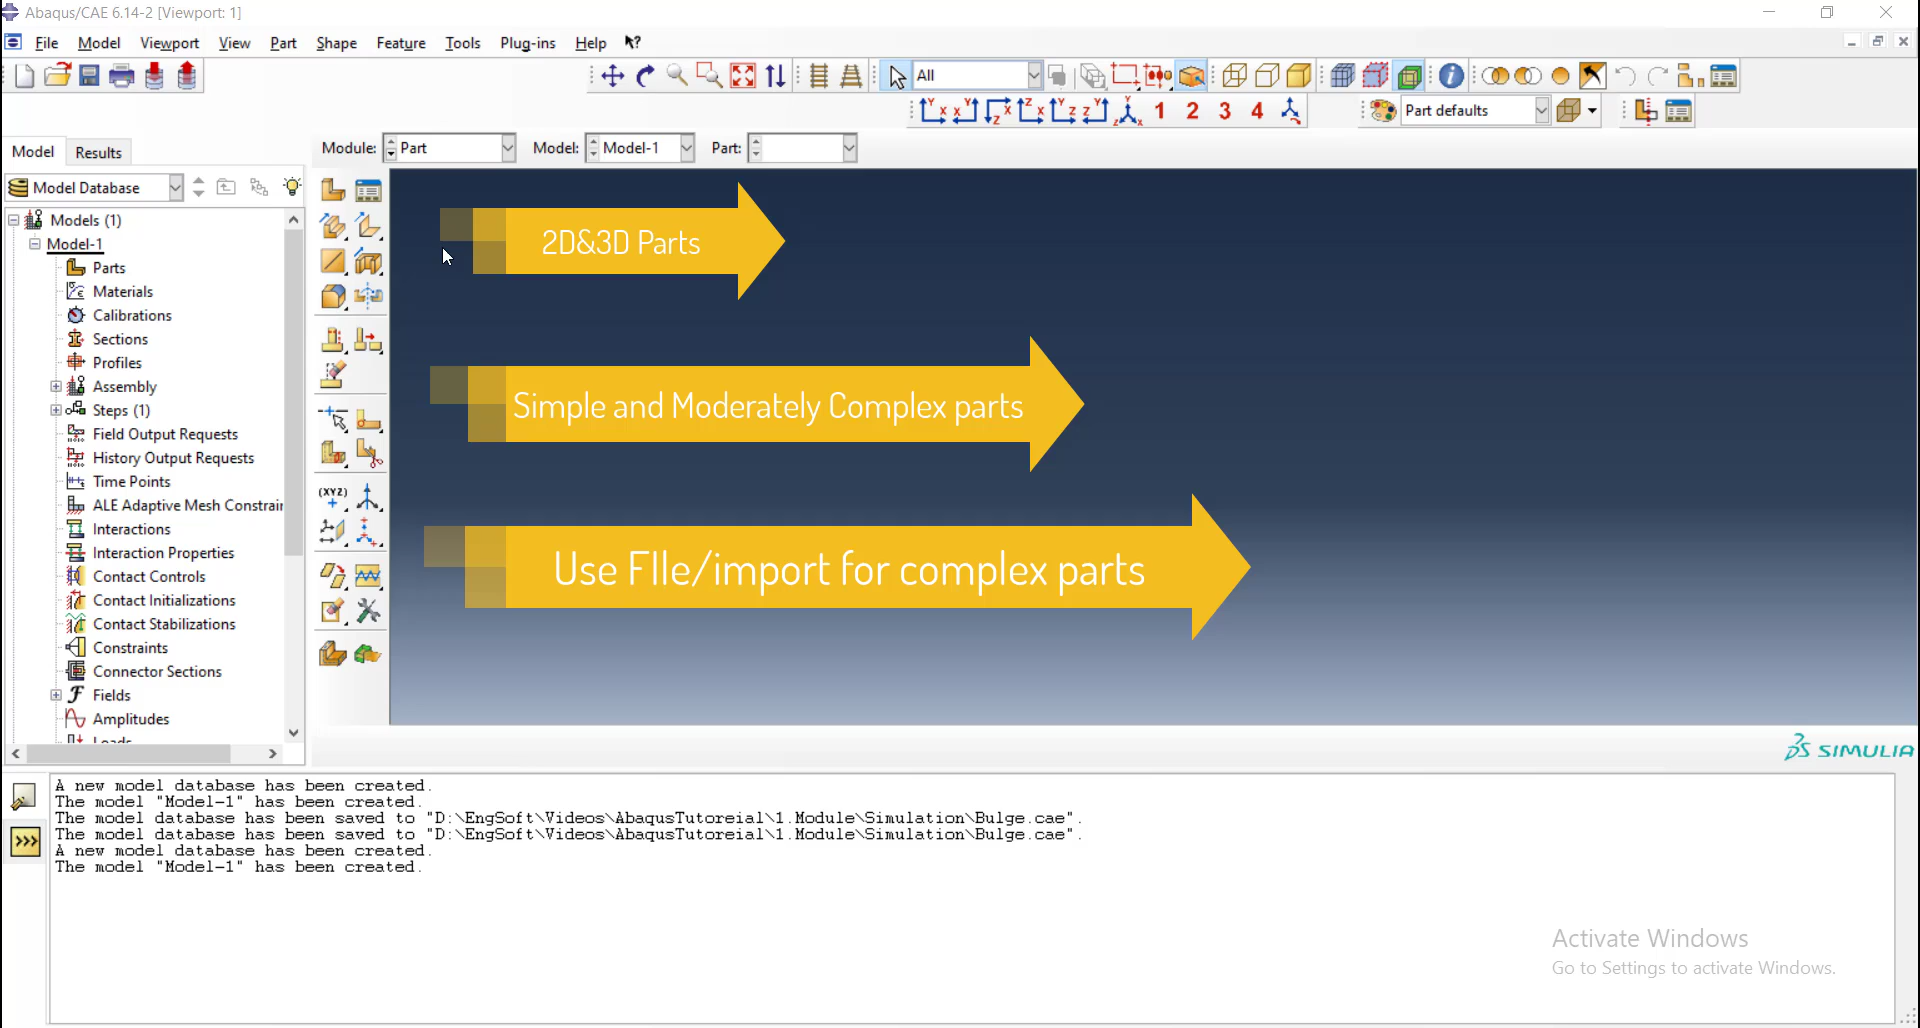 Abaqus/CAE 6.14-2 [Viewport: 1]
File Model Viewport View Part Shape Feature Tools Plug-ins Help
All
1 2 3 4
Part defaults
Model Results
Module: Part Model: Model-1 Part:
Model Database
Models (1)
Model-1
Parts
Materials
Calibrations
Sections
Profiles
Assembly
Steps (1)
Field Output Requests
History Output Requests
Time Points
ALE Adaptive Mesh Constrain
Interactions
Interaction Properties
Contact Controls
Contact Initializations
Contact Stabilizations
Constraints
Connector Sections
Fields
Amplitudes
Loads
(XYZ)
2D&3D Parts
Simple and Moderately Complex parts
Use FIle/import for complex parts
SIMULIA
A new model database has been created.
The model "Model-1" has been created.
The model database has been saved to "D:\EngSoft\Videos\AbaqusTutoreial\1.Module\Simulation\Bulge.cae".
The model database has been saved to "D:\EngSoft\Videos\AbaqusTutoreial\1.Module\Simulation\Bulge.cae".
A new model database has been created.
The model "Model-1" has been created.
Activate Windows
Go to Settings to activate Windows.